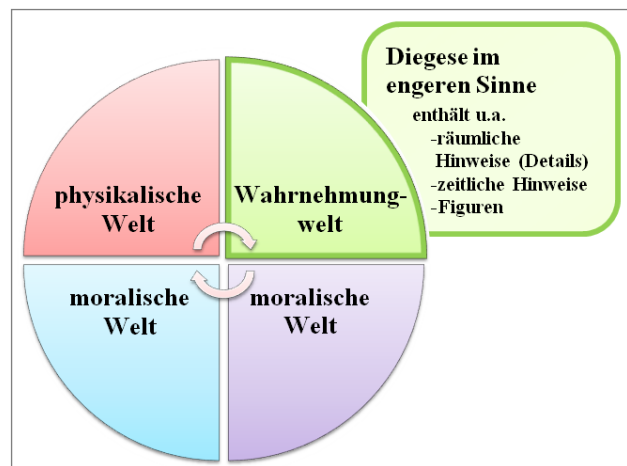 Diegese im
engeren Sinne
enthält u.a.
-räumliche
Hinweise (Details)
-zeitliche Hinweise
-Figuren
physikalische
Welt
Wahrnehmung-
welt
moralische
Welt
moralische
Welt